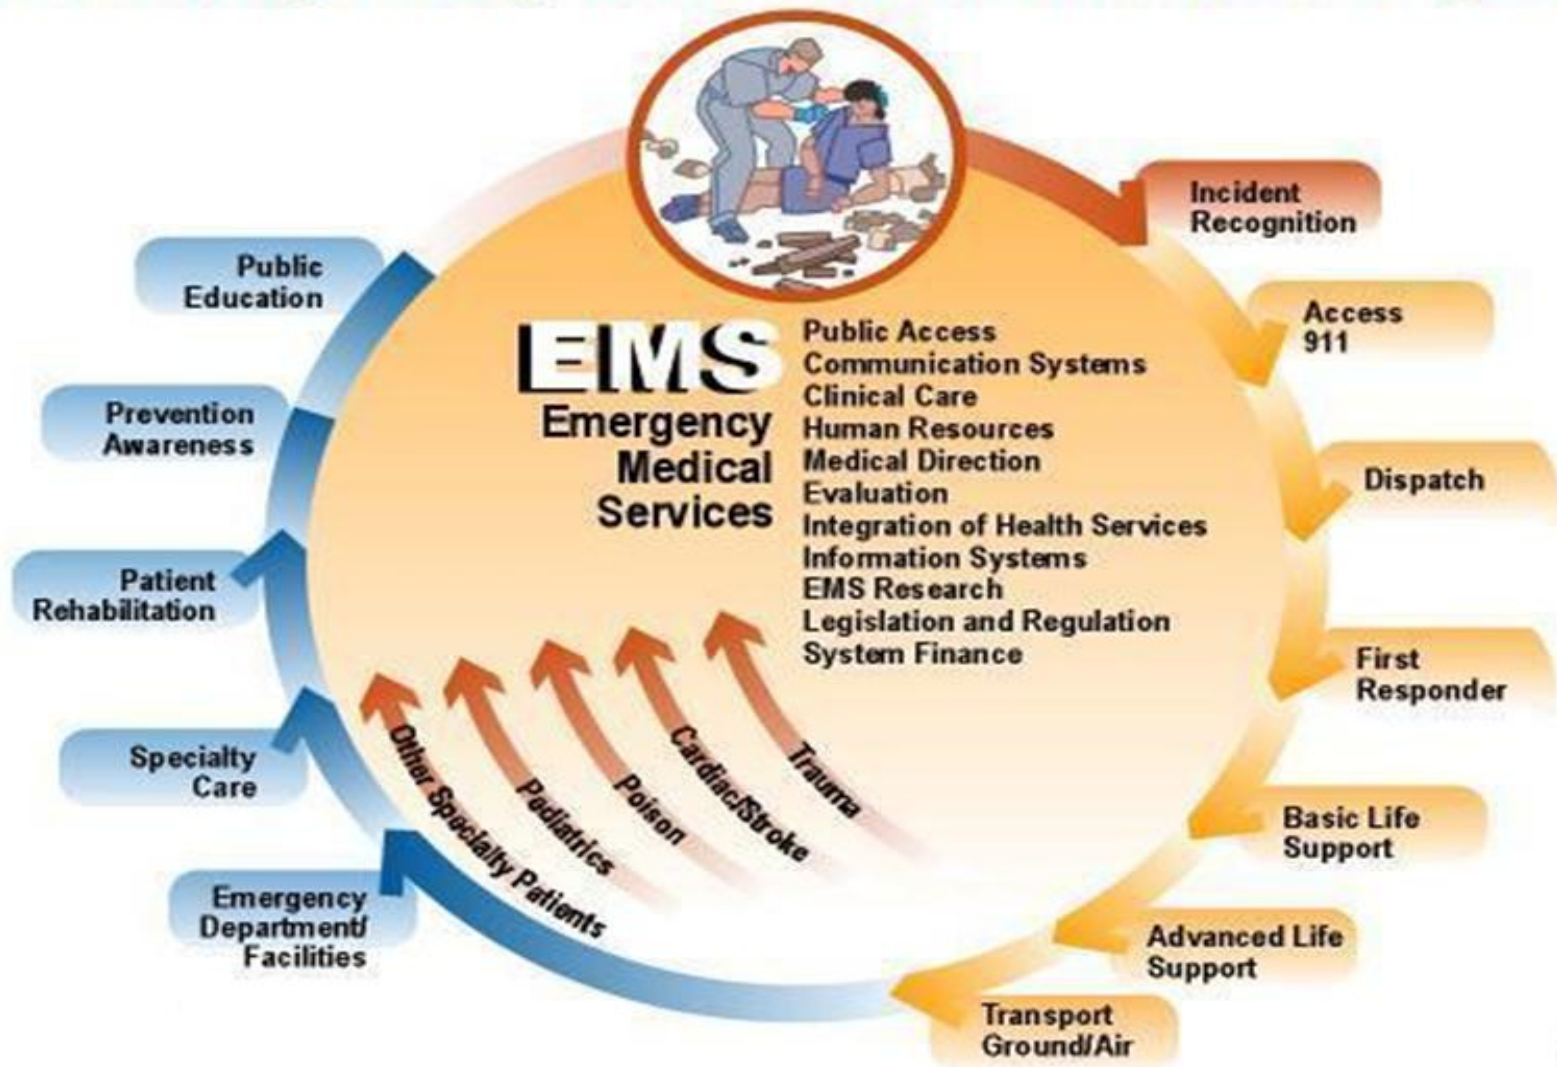 EMS
Emergency
Medical
Services
Public Access
Communication Systems
Clinical Care
Human Resources
Medical Direction
Evaluation
Integration of Health Services
Information Systems
EMS Research
Legislation and Regulation
System Finance
Incident
Recognition
Access
911
Dispatch
First
Responder
Basic Life
Support
Advanced Life
Support
Transport
Ground/Air
Emergency
Department/
Facilities
Specialty
Care
Patient
Rehabilitation
Prevention
Awareness
Public
Education
Other Specialty Patients
Pediatrics
Poison
Cardiac/Stroke
Trauma